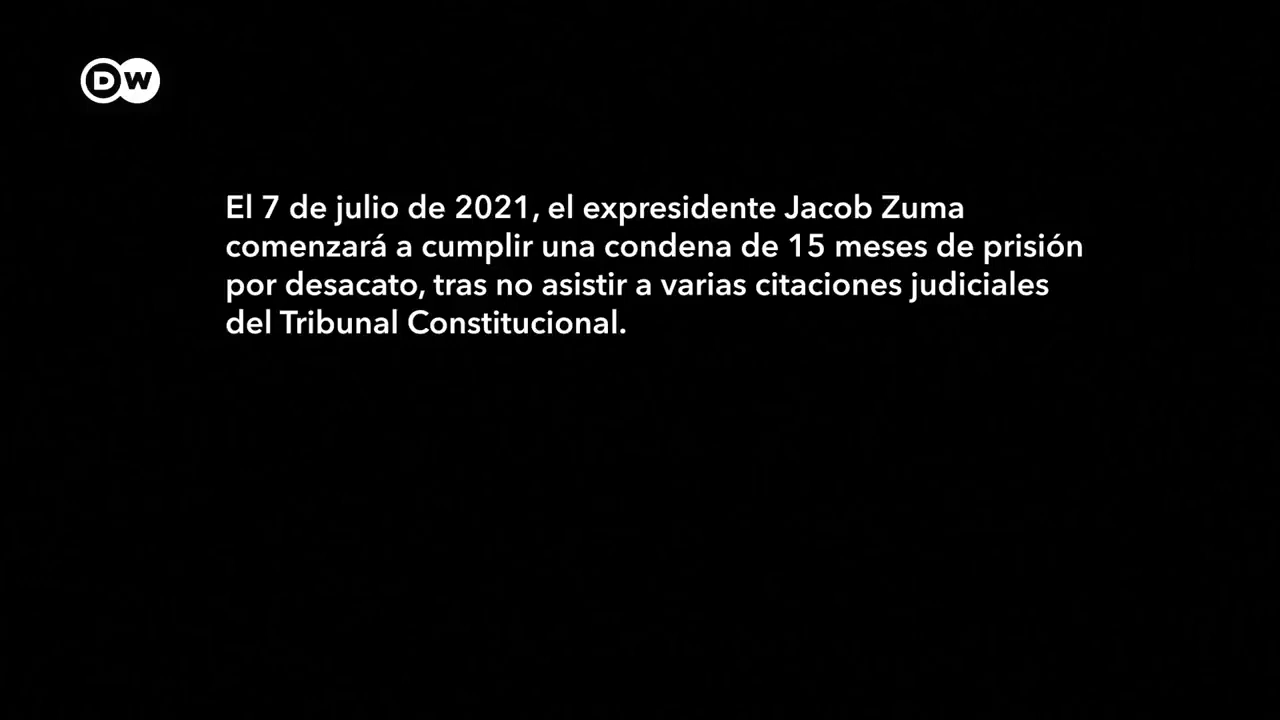 DW
El 7 de julio de 2021, el expresidente Jacob Zuma
comenzará a cumplir una condena de 15 meses de prisión
por desacato, tras no asistir a varias citaciones judiciales
del Tribunal Constitucional.